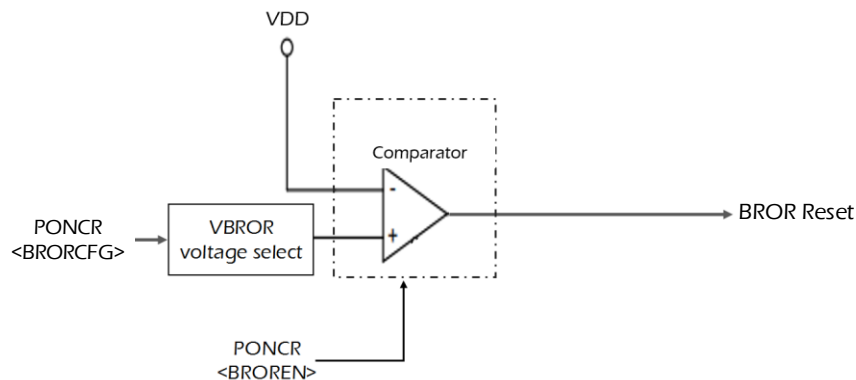 VDD
Comparator
-
+
PONCR
<BRORCFG>
VBROR
voltage select
BROR Reset
PONCR
<BROREN>